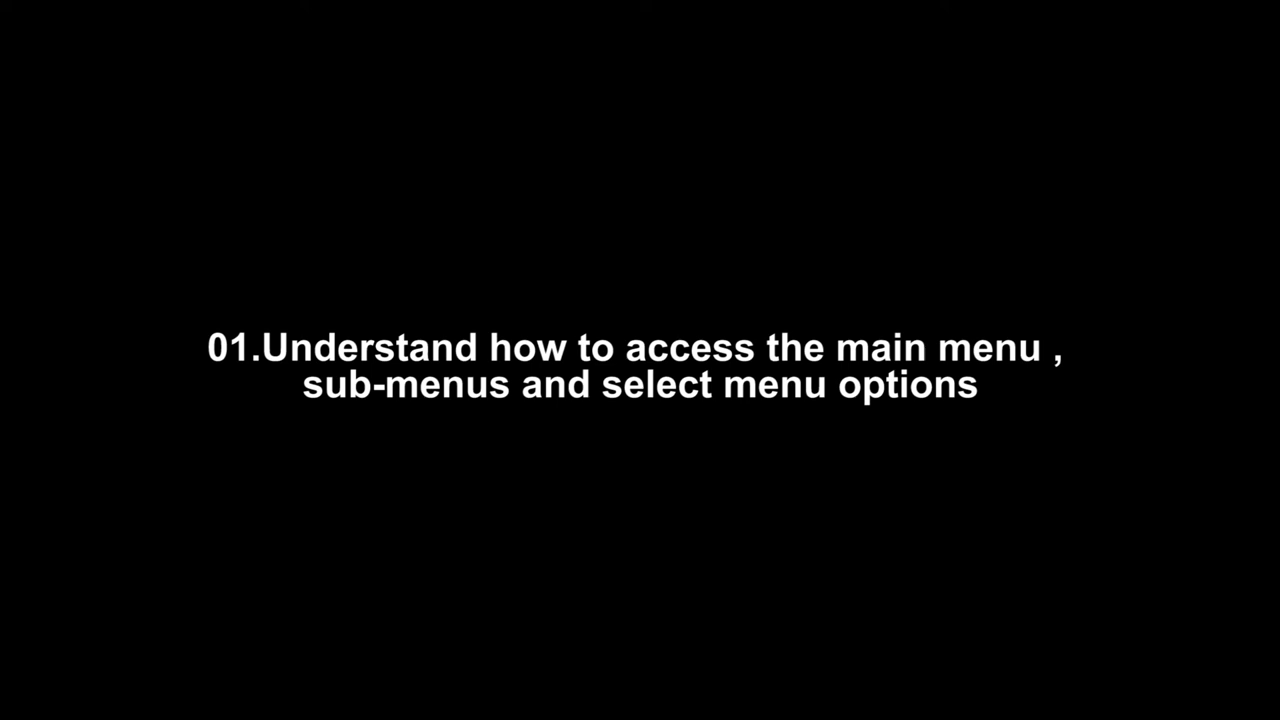 01.Understand how to access the main menu ,
sub-menus and select menu options